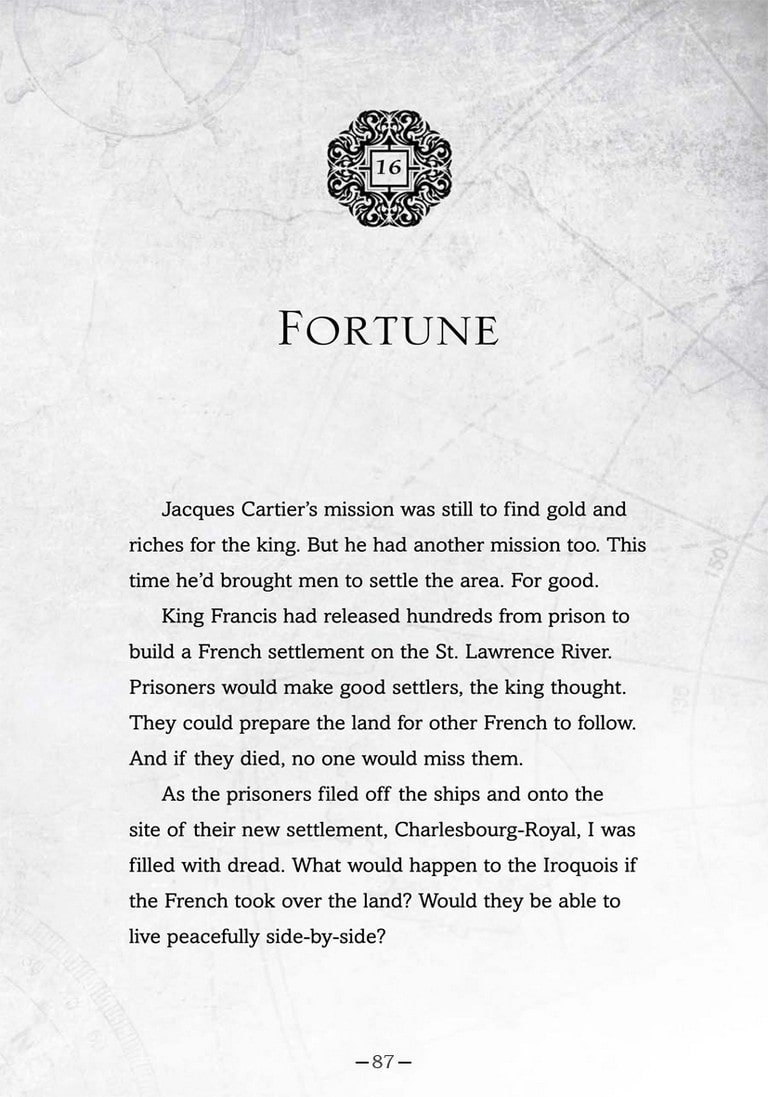 16
FORTUNE
Jacques Cartier’s mission was still to find gold and
riches for the king. But he had another mission too. This
time he’d brought men to settle the area. For good.
King Francis had released hundreds from prison to
build a French settlement on the St. Lawrence River.
Prisoners would make good settlers, the king thought.
They could prepare the land for other French to follow.
And if they died, no one would miss them.
As the prisoners filed off the ships and onto the
site of their new settlement, Charlesbourg-Royal, I was
filled with dread. What would happen to the Iroquois if
the French took over the land? Would they be able to
live peacefully side-by-side?
150
130
–87–